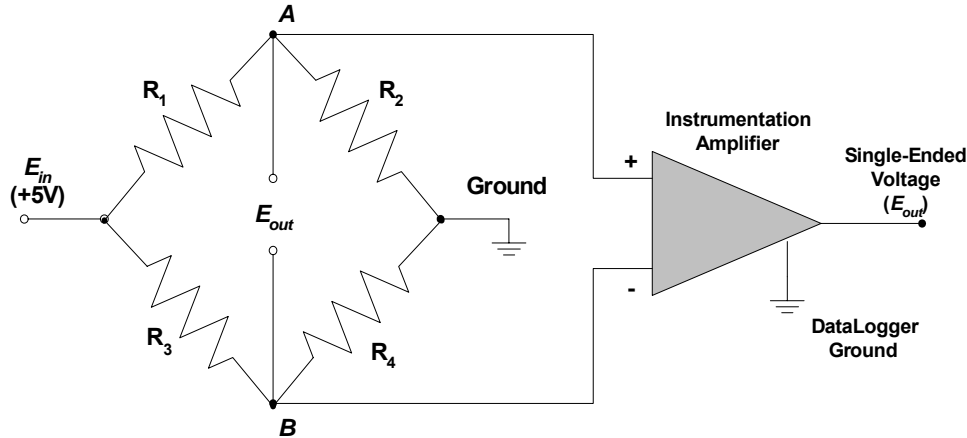 A
R1
R2
Instrumentation
Amplifier
Ein
(+5V)
Ground
+
Single-Ended
Voltage
(Eout)
Eout
-
R3
R4
DataLogger
Ground
B